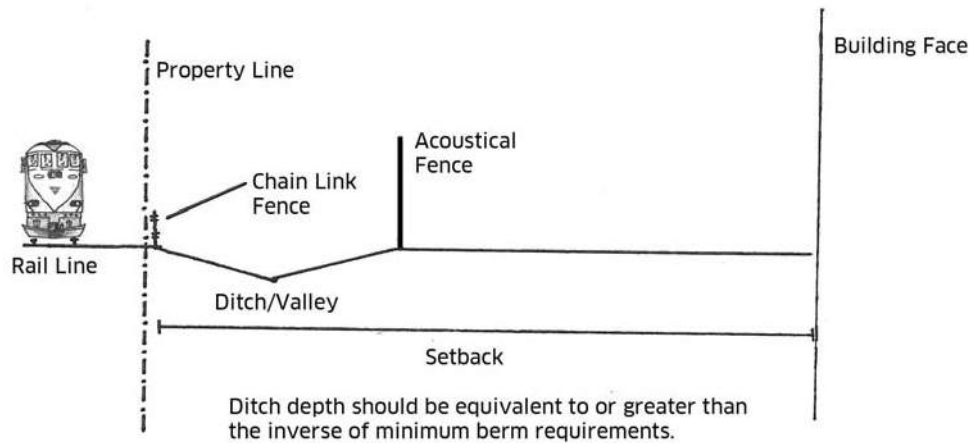 Property Line
Building Face
Acoustical
Fence
Chain Link
Fence
Rail Line
Ditch/Valley
Setback
Ditch depth should be equivalent to or greater than
the inverse of minimum berm requirements.